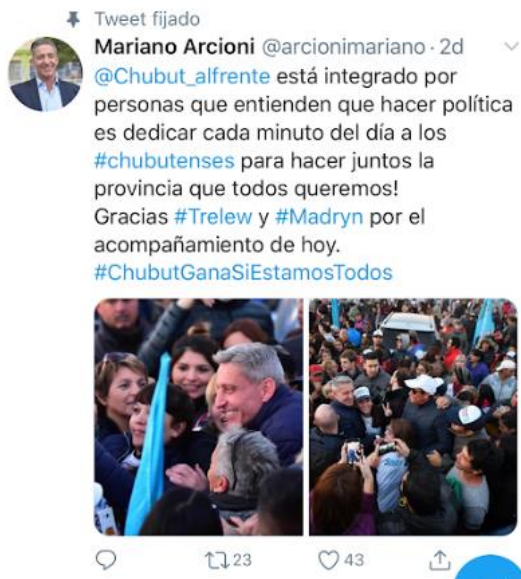 Tweet fijado
Mariano Arcioni @arcionimariano · 2d
@Chubut_alfrente está integrado por
personas que entienden que hacer política
es dedicar cada minuto del día a los
#chubutenses para hacer juntos la
provincia que todos queremos!
Gracias #Trelew y #Madryn por el
acompañamiento de hoy.
#ChubutGanaSiEstamosTodos
23
43